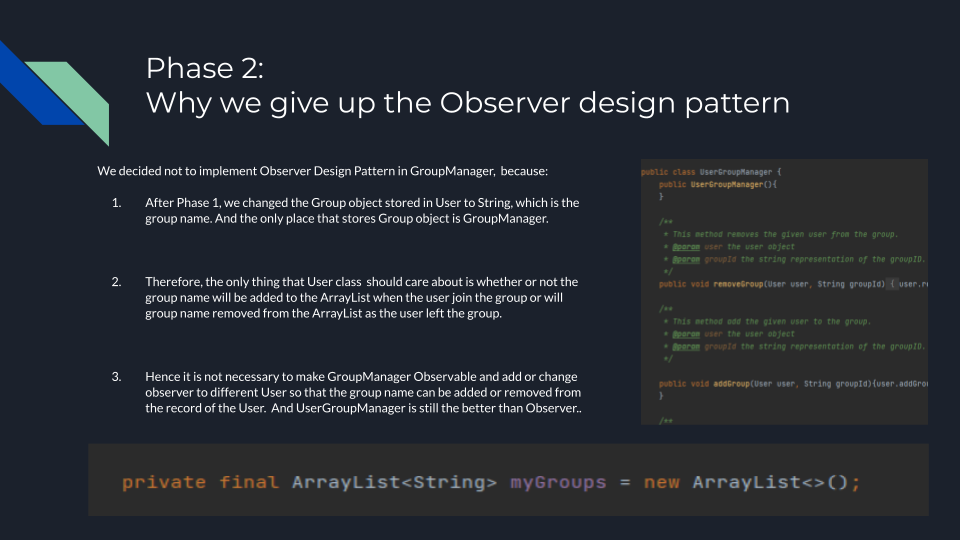 Phase 2:
Why we give up the Observer design pattern
We decided not to implement Observer Design Pattern in GroupManager, because:
1. After Phase 1, we changed the Group object stored in User to String, which is the
group name. And the only place that stores Group object is GroupManager.
2. Therefore, the only thing that User class should care about is whether or not the
group name will be added to the ArrayList when the user join the group or will
group name removed from the ArrayList as the user left the group.
3. Hence it is not necessary to make GroupManager Observable and add or change
observer to different User so that the group name can be added or removed from
the record of the User. And UserGroupManager is still the better than Observer..
public class UserGroupManager {
public UserGroupManager(){
}
/**
* This method removes the given user from the group.
* @param user the user object
* @param groupId the string representation of the groupID.
*/
public void removeGroup(User user, String groupId) { user.re
/**
* This method add the given user to the group.
* @param user the user object
* @param groupId the string representation of the groupID.
*/
public void addGroup(User user, String groupId){user.addGrou
}
/**
private final ArrayList<String> myGroups = new ArrayList<>();